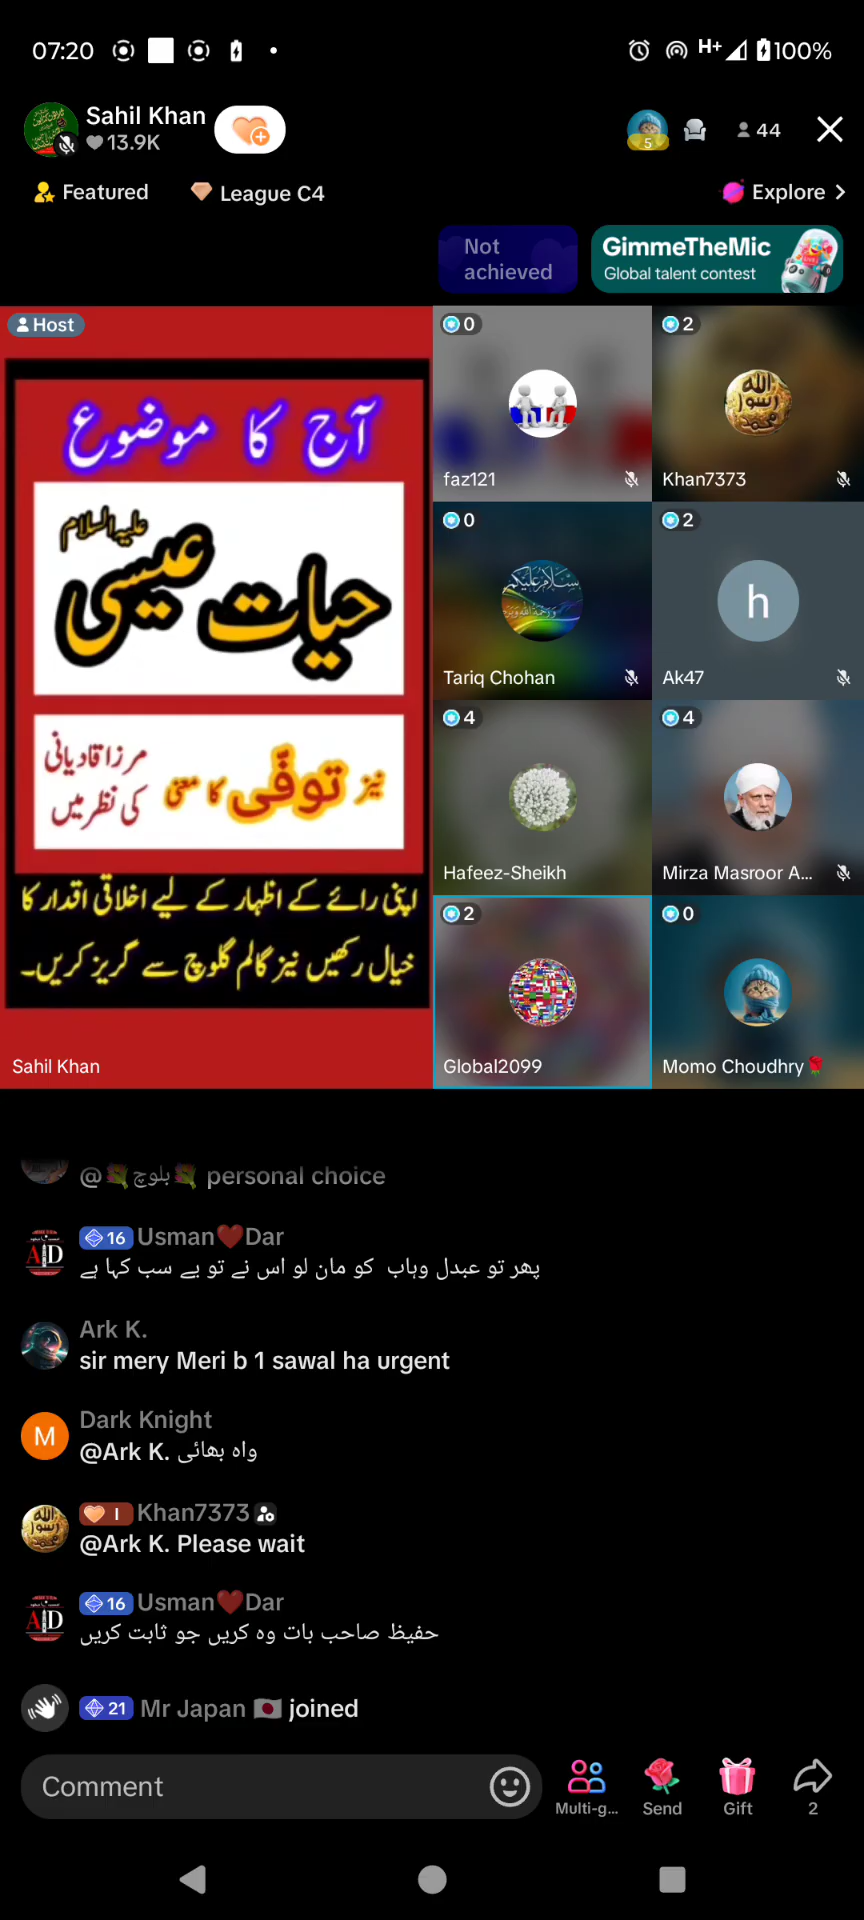 07:20
H+
100%
Sahil Khan
13.9K
5
44
Featured
League C4
Explore
Not
achieved
GimmeTheMic
Global talent contest
Host
آج کا موضوع
حیات عیسی علیہ السلام
نیز توفّی کا معنی
مرزا قادیانی
کی نظر میں
اپنی رائے کے اظہار کے لیے اخلاقی اقدار کا
خیال رکھیں نیز گالم گلوچ سے گریز کریں۔
Sahil Khan
0
faz121
2
Khan7373
الله
رسول
محمد
0
Tariq Chohan
2
h
Ak47
4
Hafeez-Sheikh
4
Mirza Masroor A...
2
Global2099
0
Momo Choudhry🌹
@💐بلوچ💐 personal choice
16 Usman❤️Dar
پھر تو عبدل وہاب کو مان لو اس نے تو یے سب کہا ہے
Ark K.
sir mery Meri b 1 sawal ha urgent
M
Dark Knight
@Ark K. واہ بھائی
I Khan7373
@Ark K. Please wait
16 Usman❤️Dar
حفیظ صاحب بات وہ کریں جو ثابت کریں
21 Mr Japan 🇯🇵 joined
Comment
Multi-g...
Send
Gift
2